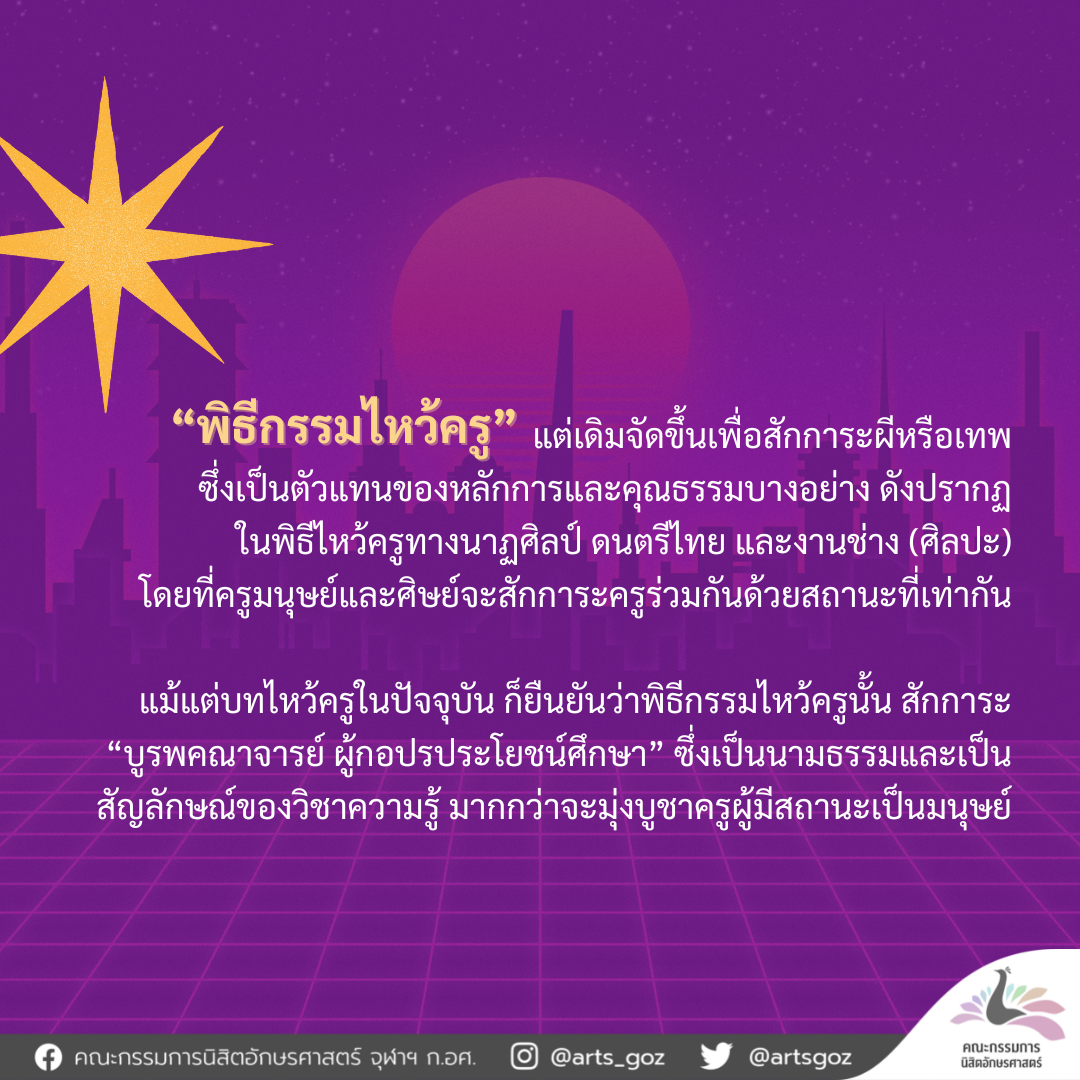 “พิธีกรรมไหว้ครู” แต่เดิมจัดขึ้นเพื่อสักการะผีหรือเทพ
ซึ่งเป็นตัวแทนของหลักการและคุณธรรมบางอย่าง ดังปรากฏ
ในพิธีไหว้ครูทางนาฏศิลป์ ดนตรีไทย และงานช่าง (ศิลปะ)
โดยที่ครูมนุษย์และศิษย์จะสักการะครูร่วมกันด้วยสถานะที่เท่ากัน
แม้แต่บทไหว้ครูในปัจจุบัน ก็ยืนยันว่าพิธีกรรมไหว้ครูนั้น สักการะ
“บูรพคณาจารย์ ผู้กอปรประโยชน์ศึกษา” ซึ่งเป็นนามธรรมและเป็น
สัญลักษณ์ของวิชาความรู้ มากกว่าจะมุ่งบูชาครูผู้มีสถานะเป็นมนุษย์
คณะกรรมการนิสิตอักษรศาสตร์ จุฬาฯ ก.อศ. @arts_goz @artsgoz
คณะกรรมการ
นิสิตอักษรศาสตร์